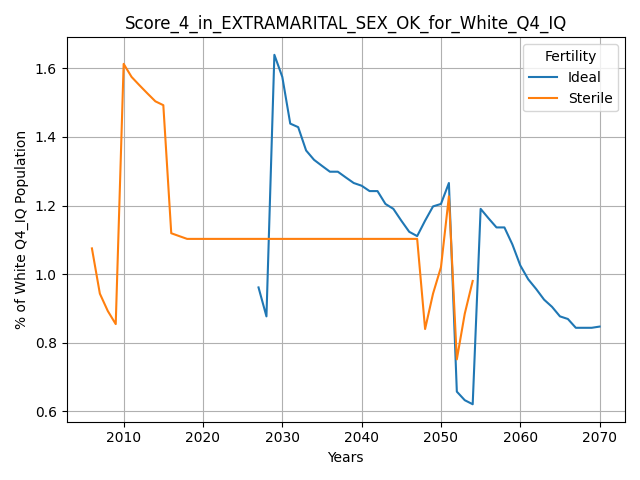 Score_4_in_EXTRAMARITAL_SEX_OK_for_White_Q4_IQ
Fertility
Ideal
Sterile
% of White Q4_IQ Population
1.6
1.4
1.2
1.0
0.8
0.6
2010 2020 2030 2040 2050 2060 2070
Years